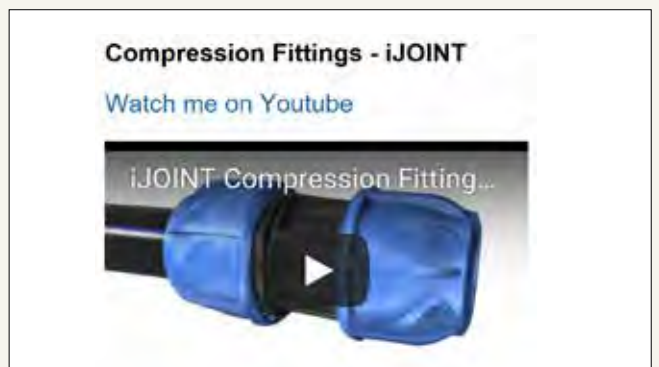 Compression Fittings - iJOINT
Watch me on Youtube
iJOINT Compression Fitting...